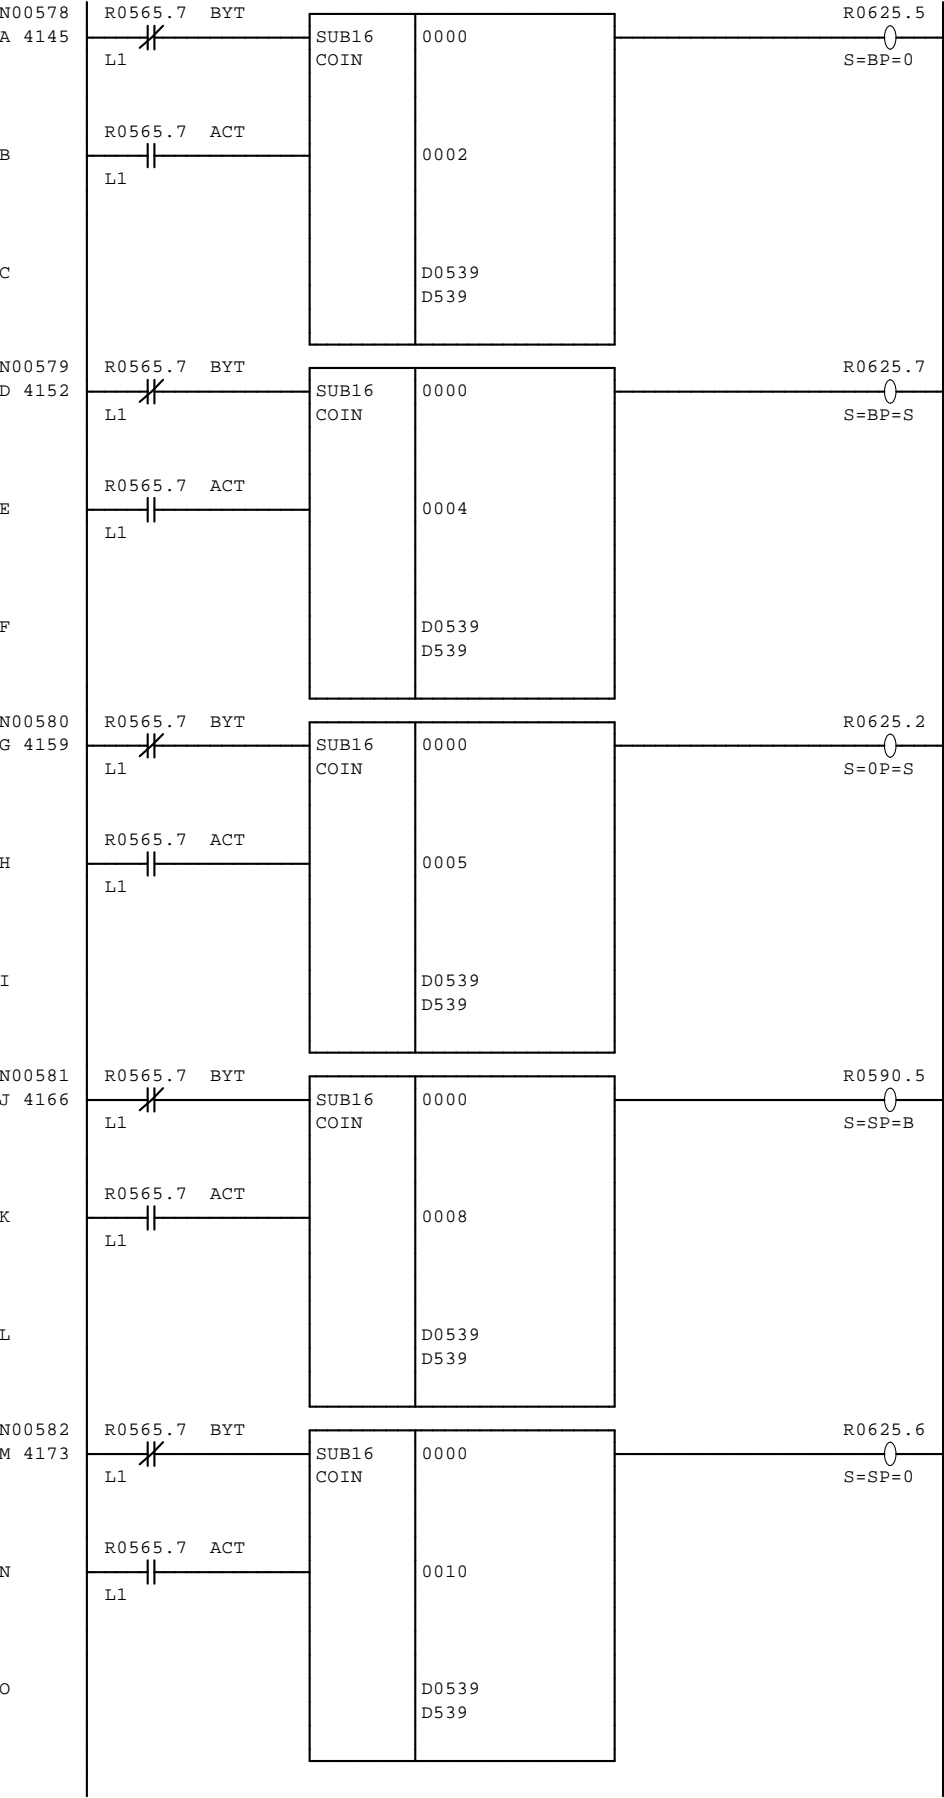 N00578 R0565.7 BYT R0625.5
A 4145 SUB16 0000
L1 COIN S=BP=0
R0565.7 ACT
B 0002
L1
C D0539
D539
N00579 R0565.7 BYT R0625.7
D 4152 SUB16 0000
L1 COIN S=BP=S
R0565.7 ACT
E 0004
L1
F D0539
D539
N00580 R0565.7 BYT R0625.2
G 4159 SUB16 0000
L1 COIN S=0P=S
R0565.7 ACT
H 0005
L1
I D0539
D539
N00581 R0565.7 BYT R0590.5
J 4166 SUB16 0000
L1 COIN S=SP=B
R0565.7 ACT
K 0008
L1
L D0539
D539
N00582 R0565.7 BYT R0625.6
M 4173 SUB16 0000
L1 COIN S=SP=0
R0565.7 ACT
N 0010
L1
O D0539
D539